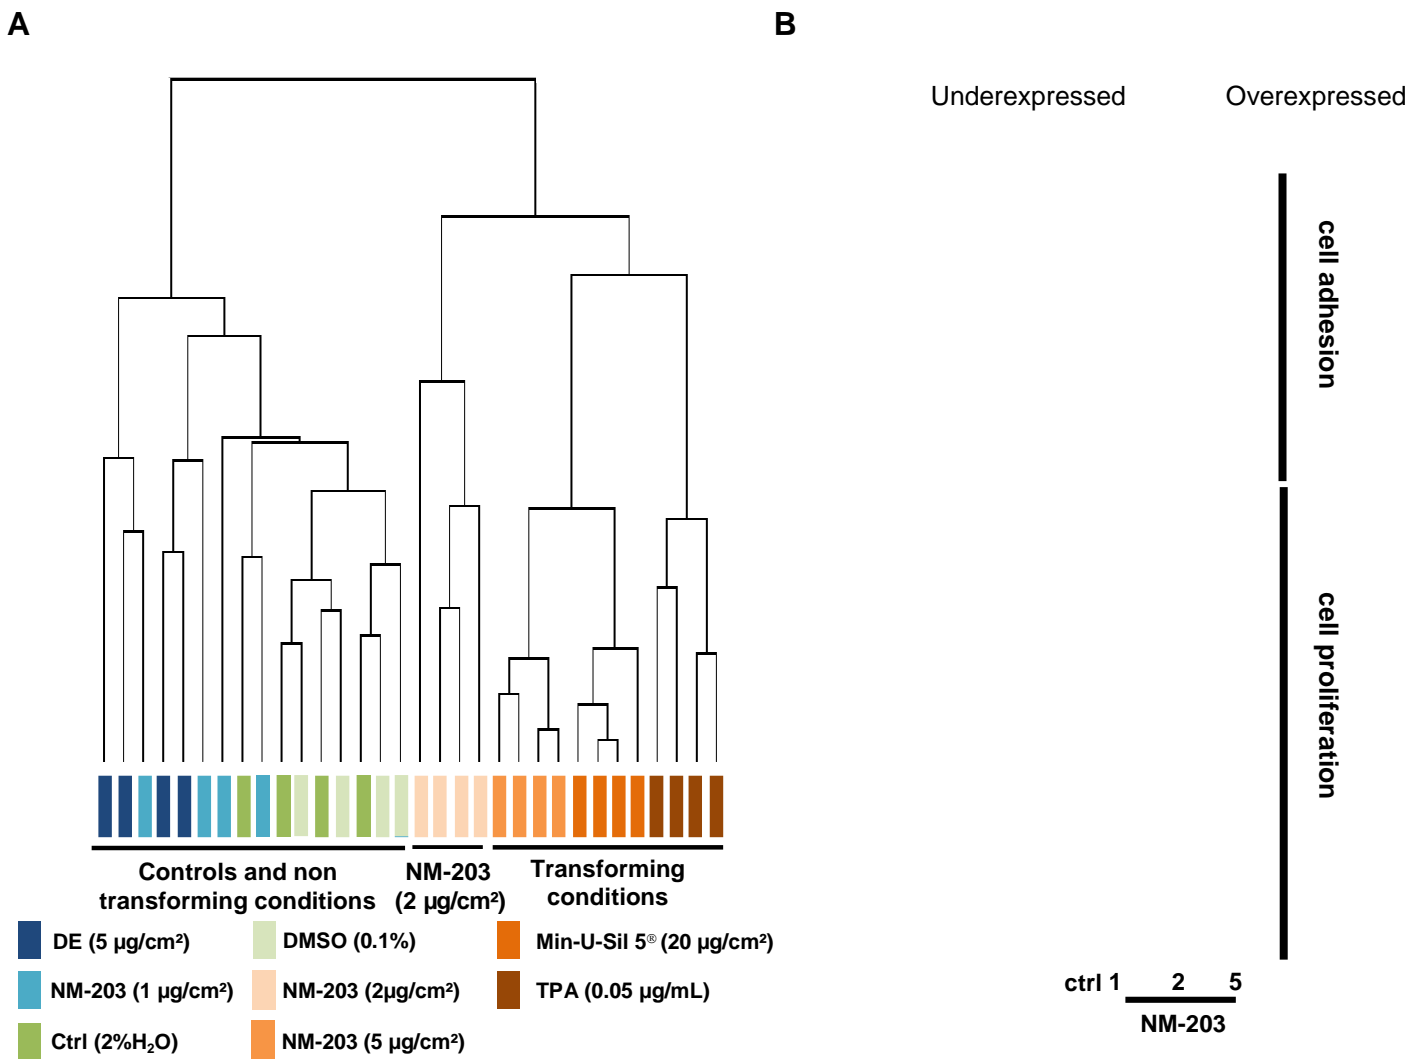 A
B
Underexpressed
Overexpressed
cell adhesion
cell proliferation
Controls and non
transforming conditions
NM-203
(2 µg/cm²)
Transforming
conditions
DE (5 µg/cm²)
DMSO (0.1%)
Min-U-Sil 5® (20 µg/cm²)
NM-203 (1 µg/cm²)
NM-203 (2µg/cm²)
TPA (0.05 µg/mL)
Ctrl (2%H₂O)
NM-203 (5 µg/cm²)
ctrl 1 2 5
NM-203